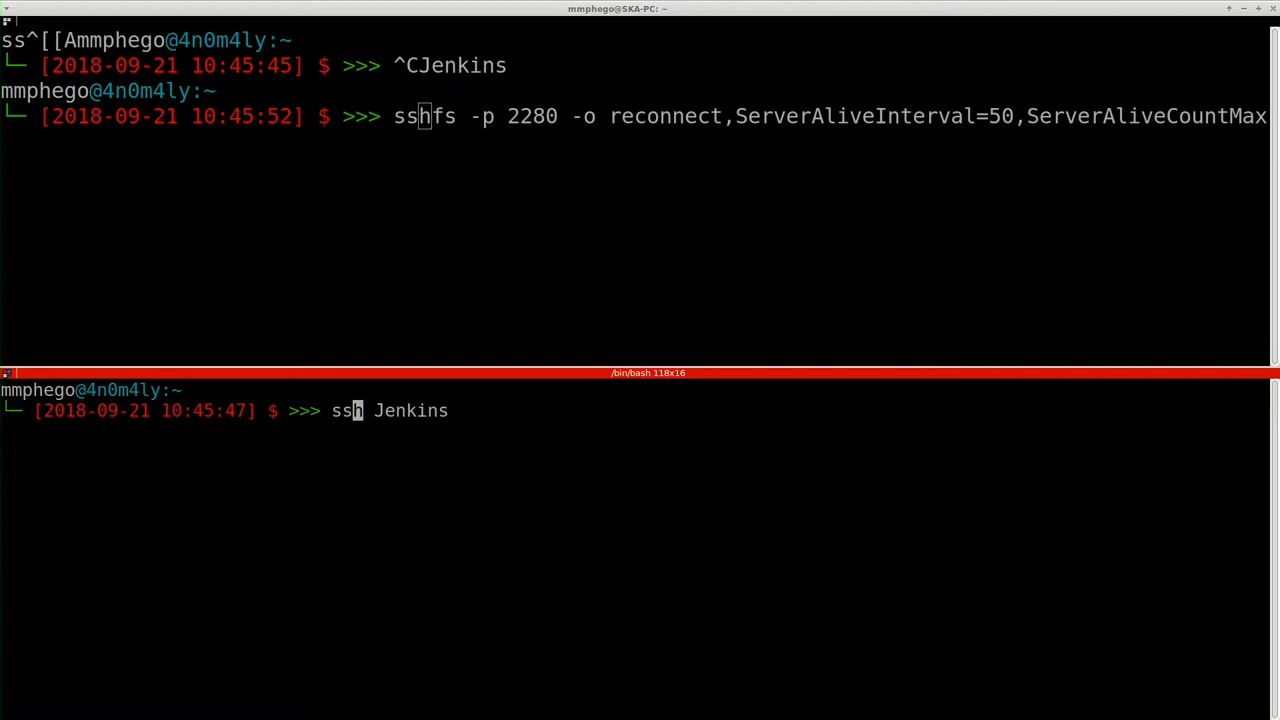 mmphego@SKA-PC: ~
ss^[[Ammphego@4n0m4ly:~
└─ [2018-09-21 10:45:45] $ >>> ^CJenkins
mmphego@4n0m4ly:~
└─ [2018-09-21 10:45:52] $ >>> sshfs -p 2280 -o reconnect,ServerAliveInterval=50,ServerAliveCountMax
/bin/bash 118x16
mmphego@4n0m4ly:~
└─ [2018-09-21 10:45:47] $ >>> ssh Jenkins